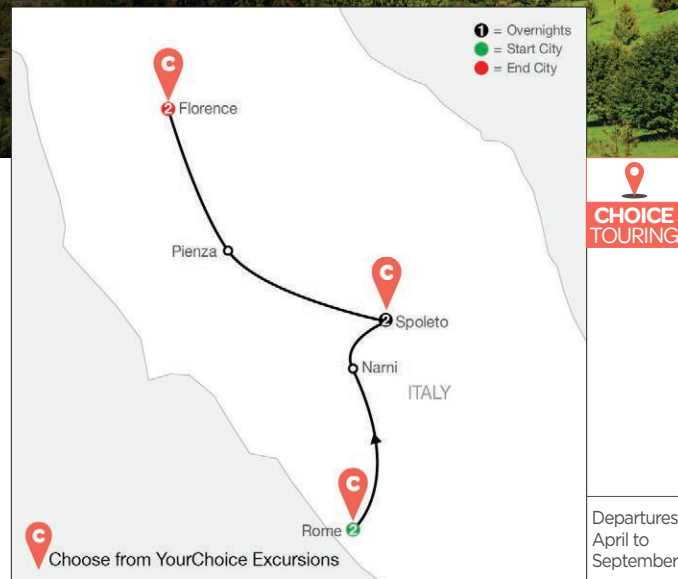 1 = Overnights
= Start City
= End City
C
2 Florence
Pienza
C
2 Spoleto
Narni
ITALY
C
Rome 2
C Choose from YourChoice Excursions
CHOICE
TOURING
Departures
April to
September